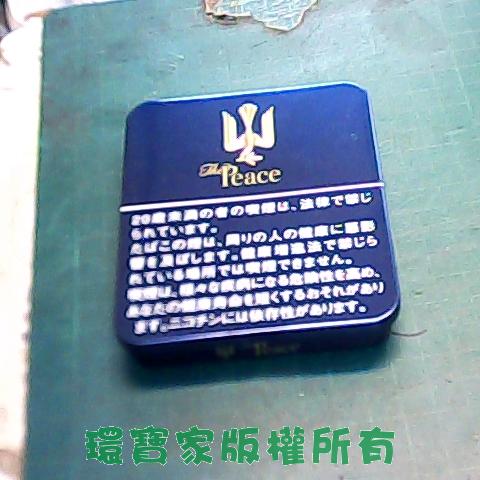 The
Peace
20歳未満の者の喫煙は、法律で禁じ
られています。
たばこの煙は、周りの人の健康に悪影
響を及ぼします。健康増進法で禁じら
れている場所では喫煙できません。
喫煙は、様々な疾病になる危険性を高め、
あなたの健康寿命を短くするおそれがあり
ます。ニコチンには依存性があります。
Peace
環寶家版權所有